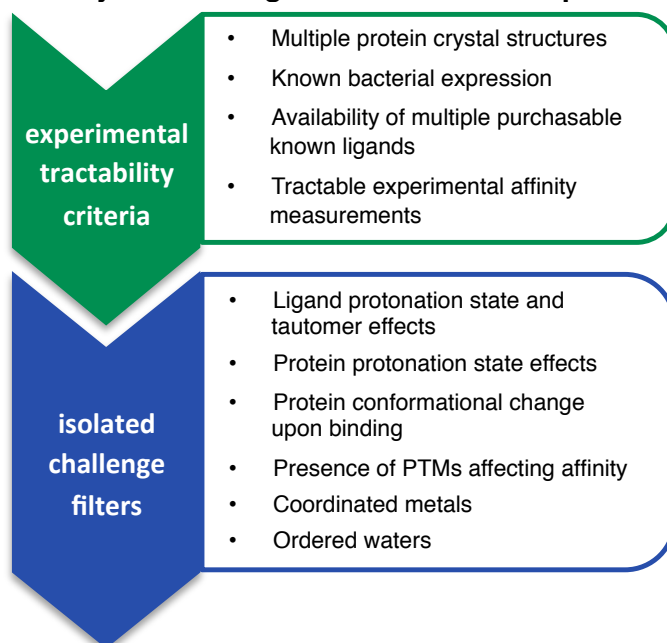 experimental
tractability
criteria
• Multiple protein crystal structures
• Known bacterial expression
• Availability of multiple purchasable
known ligands
• Tractable experimental affinity
measurements
isolated
challenge
filters
• Ligand protonation state and
tautomer effects
• Protein protonation state effects
• Protein conformational change
upon binding
• Presence of PTMs affecting affinity
• Coordinated metals
• Ordered waters